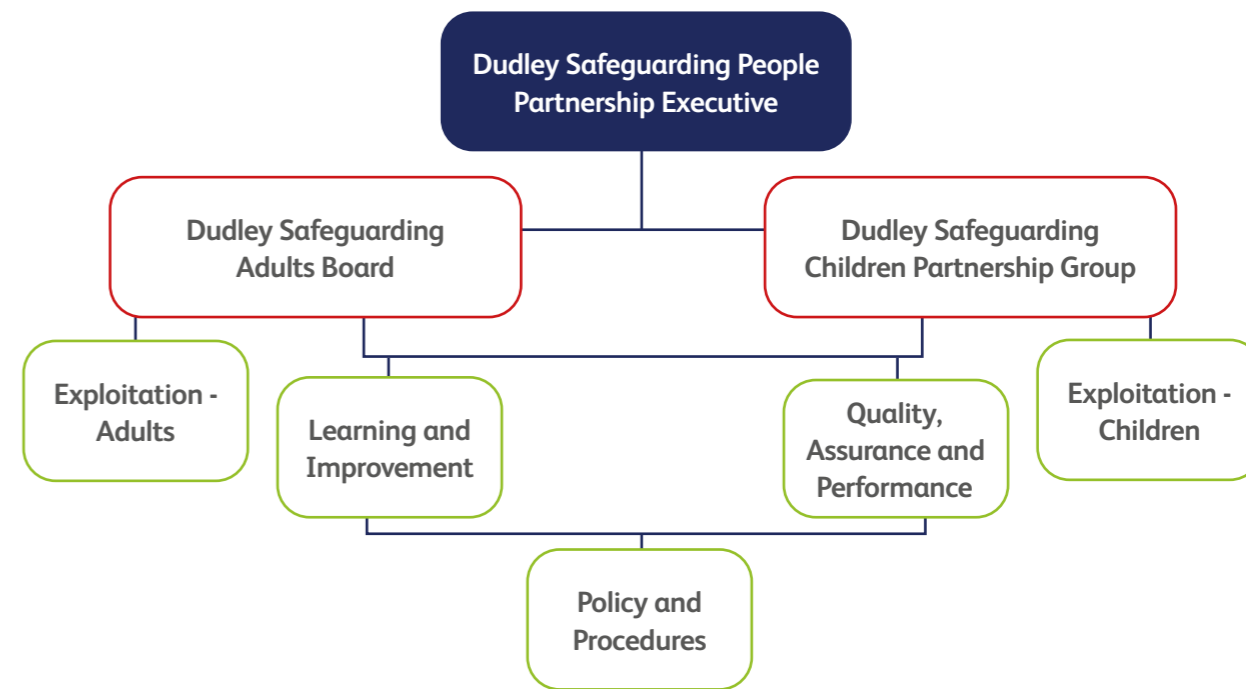 Dudley Safeguarding People
Partnership Executive
Dudley Safeguarding
Adults Board
Dudley Safeguarding
Children Partnership Group
Exploitation -
Adults
Learning and
Improvement
Quality,
Assurance and
Performance
Exploitation -
Children
Policy and
Procedures